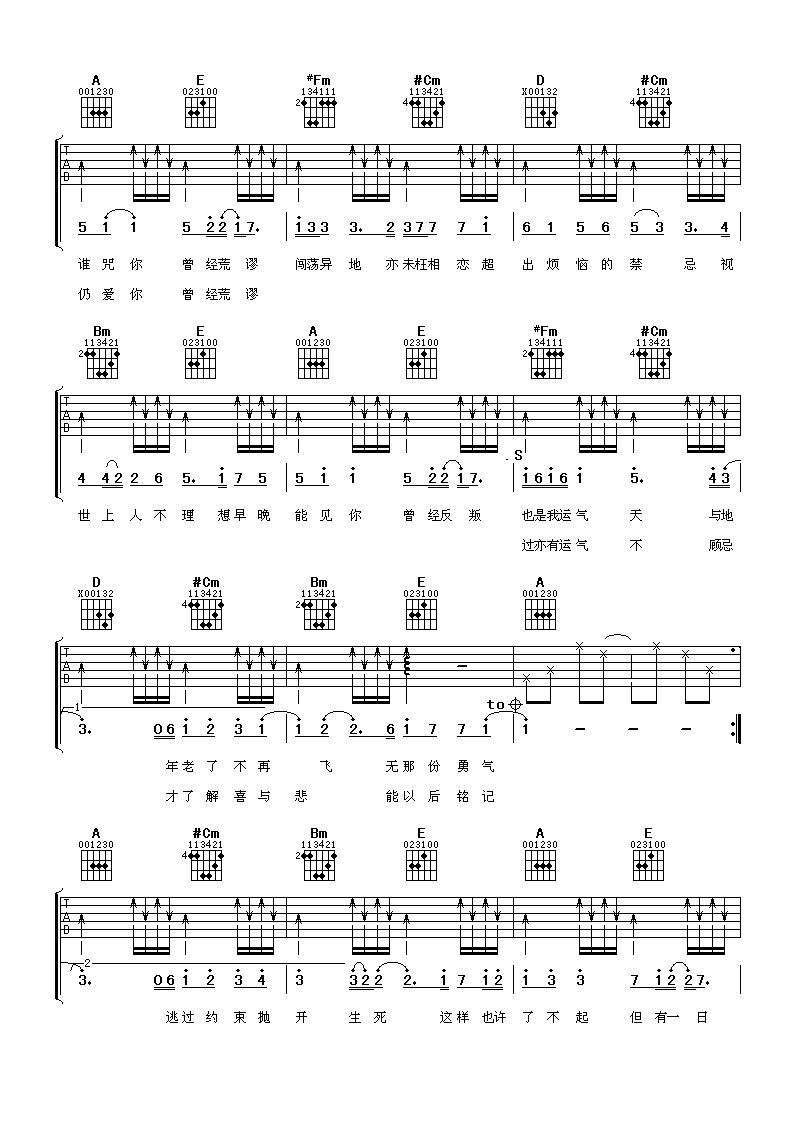 A E #Fm #Cm D #Cm
001230 023100 134111 113421 X00132 113421
2 4 4
T A B
5 1 1 5 2 2 1 7. 1 3 3 3. 2 3 7 7 7 1 6 1 5 6 5 3 3. 4
谁咒你 曾经荒谬 闯荡异地亦未枉相恋超 出烦恼的禁忌视
仍爱你 曾经荒谬
Bm E A E #Fm #Cm
113421 023100 001230 023100 134111 113421
2 2 4
T A B
.S
4 4 2 2 6 5. 1 7 5 5 1 1 5 2 2 1 7. 1 6 1 6 1 5. 4 3
世上人不理想早晚 能见你 曾经反叛 也是我运气 天 与地
过亦有运气 不 顾忌
D #Cm Bm E A
X00132 113421 113421 023100 001230
4 2
T A B
1 to
3. 0 6 1 2 3 1 1 2 2. 6 1 7 7 1 1 - - -
年老了不再 飞 无那份勇气
才了解喜与 悲 能以后铭记
A #Cm Bm E A E
001230 113421 113421 023100 001230 023100
4 2
T A B
2
3. 0 6 1 2 3 4 3 3 2 2 2. 1 7 1 2 1 3 3 7 1 2 2 7.
逃过约束抛 开 生死 这样也许 了不起 但有一日